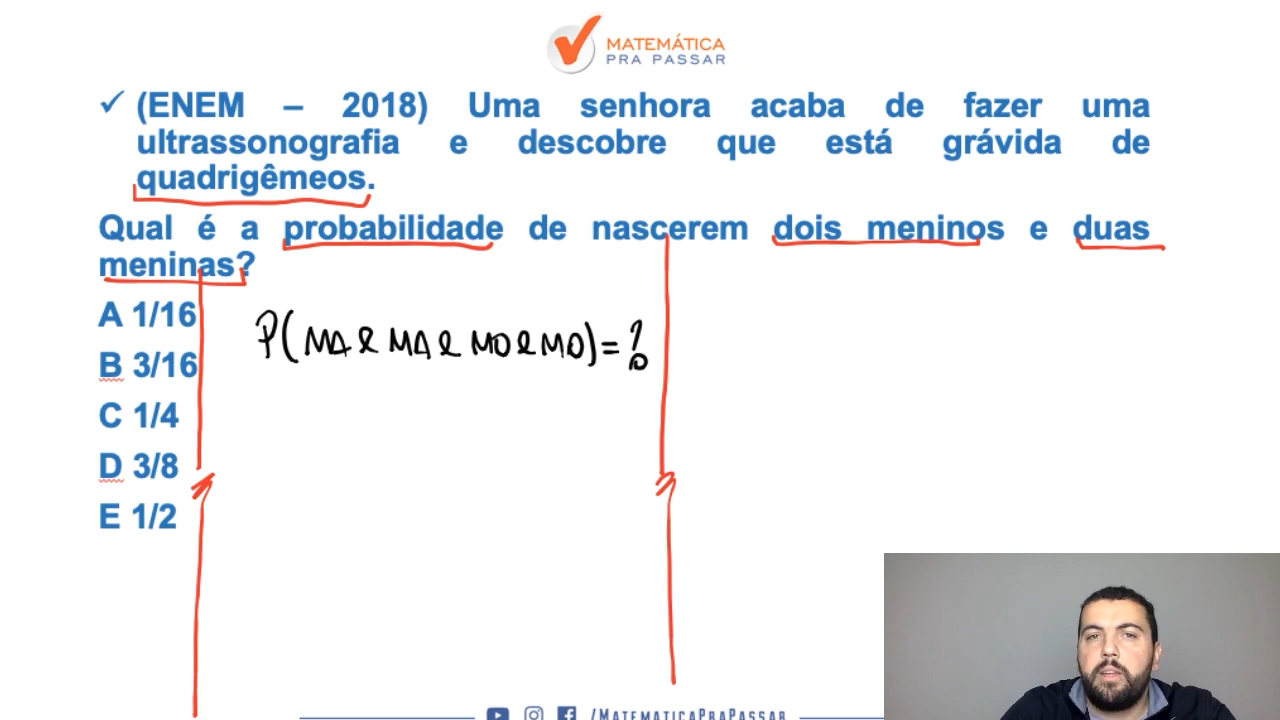 MATEMÁTICA
PRA PASSAR
✓ (ENEM – 2018) Uma senhora acaba de fazer uma
ultrassonografia e descobre que está grávida de
quadrigêmeos.
Qual é a probabilidade de nascerem dois meninos e duas
meninas?
A 1/16
B 3/16
C 1/4
D 3/8
E 1/2
P(MA e MA e MO e MO) = ?
/MATEMATICAPRAPASSAR